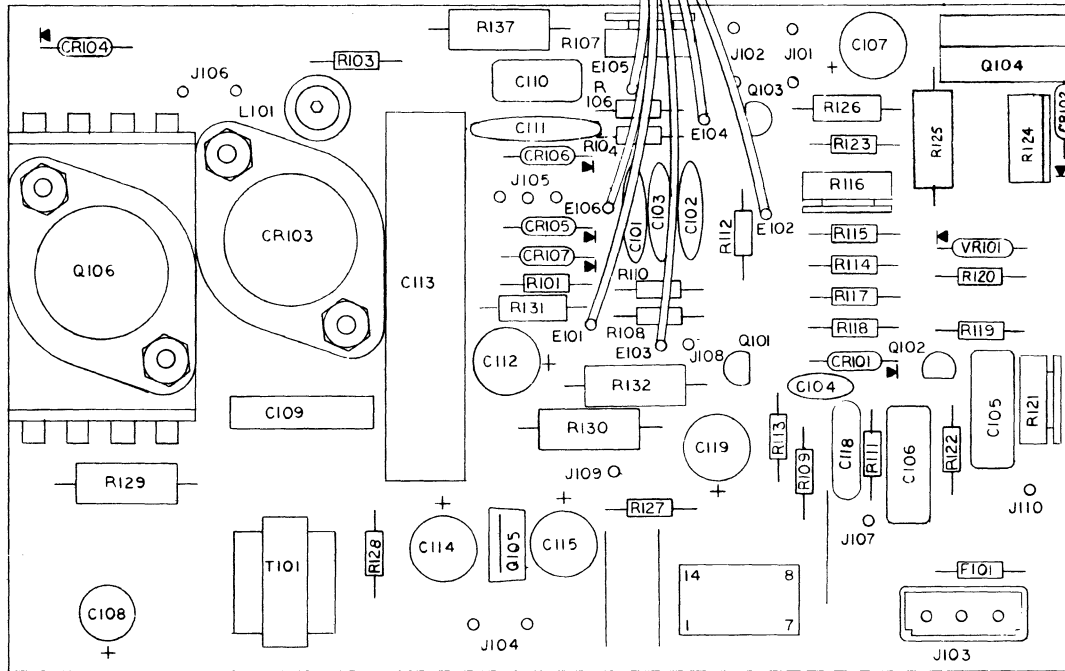 R137
R107
J102
J101
C107
CR104
R103
J106
E105
C110
Q103
Q104
R
106
L101
R126
R125
R124
CR102
C111
R104
E104
R123
CR106
R116
J105
E106
C101
C103
C102
R112
E102
CR105
R115
CR103
Q106
CR107
R114
VR101
C113
R101
R110
R120
R131
R117
E101
R108
R118
R119
E103
J108
Q101
Q102
C112
CR101
R132
C104
C109
C105
R121
R130
R113
C118
R111
C106
R122
C119
R109
J109
R129
J110
R127
J107
C114
Q105
C115
R128
T101
F101
14 8
C108
1 7
J104
J103
+
+
+
+
+
+